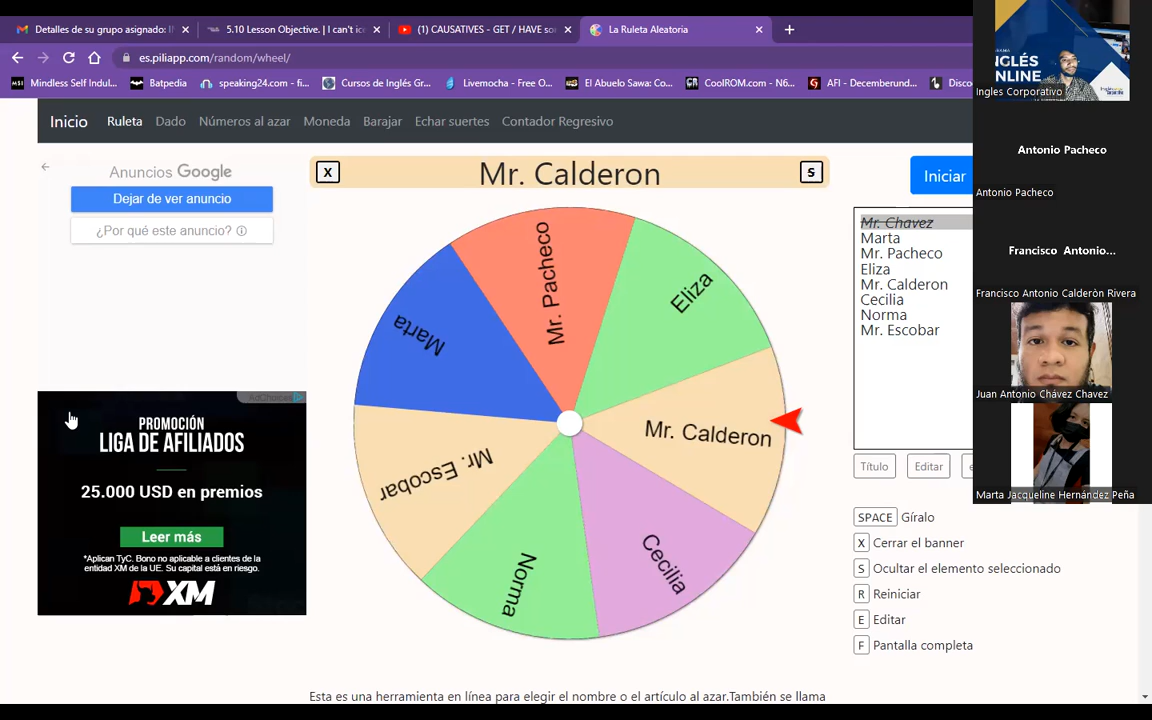 Detalles de su grupo asignado: I
5.10 Lesson Objective. | I can't ic
(1) CAUSATIVES - GET / HAVE son
La Ruleta Aleatoria
es.piliapp.com/random/wheel/
Mindless Self Indul...
Batpedia
speaking24.com - fi...
Cursos de Inglés Gr...
Livemocha - Free O...
El Abuelo Sawa: Co...
CoolROM.com - N6...
AFI - Decemberund...
Disco
Inicio
Ruleta
Dado
Números al azar
Moneda
Barajar
Echar suertes
Contador Regresivo
Anuncios Google
Dejar de ver anuncio
¿Por qué este anuncio?
AdChoices
PROMOCIÓN
LIGA DE AFILIADOS
25.000 USD en premios
Leer más
*Aplican TyC. Bono no applicable a clientes de la
entidad XM de la UE. Su capital está en riesgo.
XM
X
Mr. Calderon
S
Mr. Pacheco
Eliza
Mr. Calderon
Cecilia
Norma
Mr. Escobar
Marta
Iniciar
Mr. Chavez
Marta
Mr. Pacheco
Eliza
Mr. Calderon
Cecilia
Norma
Mr. Escobar
Título
Editar
e
SPACE Gíralo
X Cerrar el banner
S Ocultar el elemento seleccionado
R Reiniciar
E Editar
F Pantalla completa
Esta es una herramienta en línea para elegir el nombre o el artículo al azar.También se llama
NGLÉS
NLINE
Ingles Corporativo
Antonio Pacheco
Antonio Pacheco
Francisco Antonio...
Francisco Antonio Calderòn Rivera
Juan Antonio Chávez Chavez
Marta Jacqueline Hernández Peña